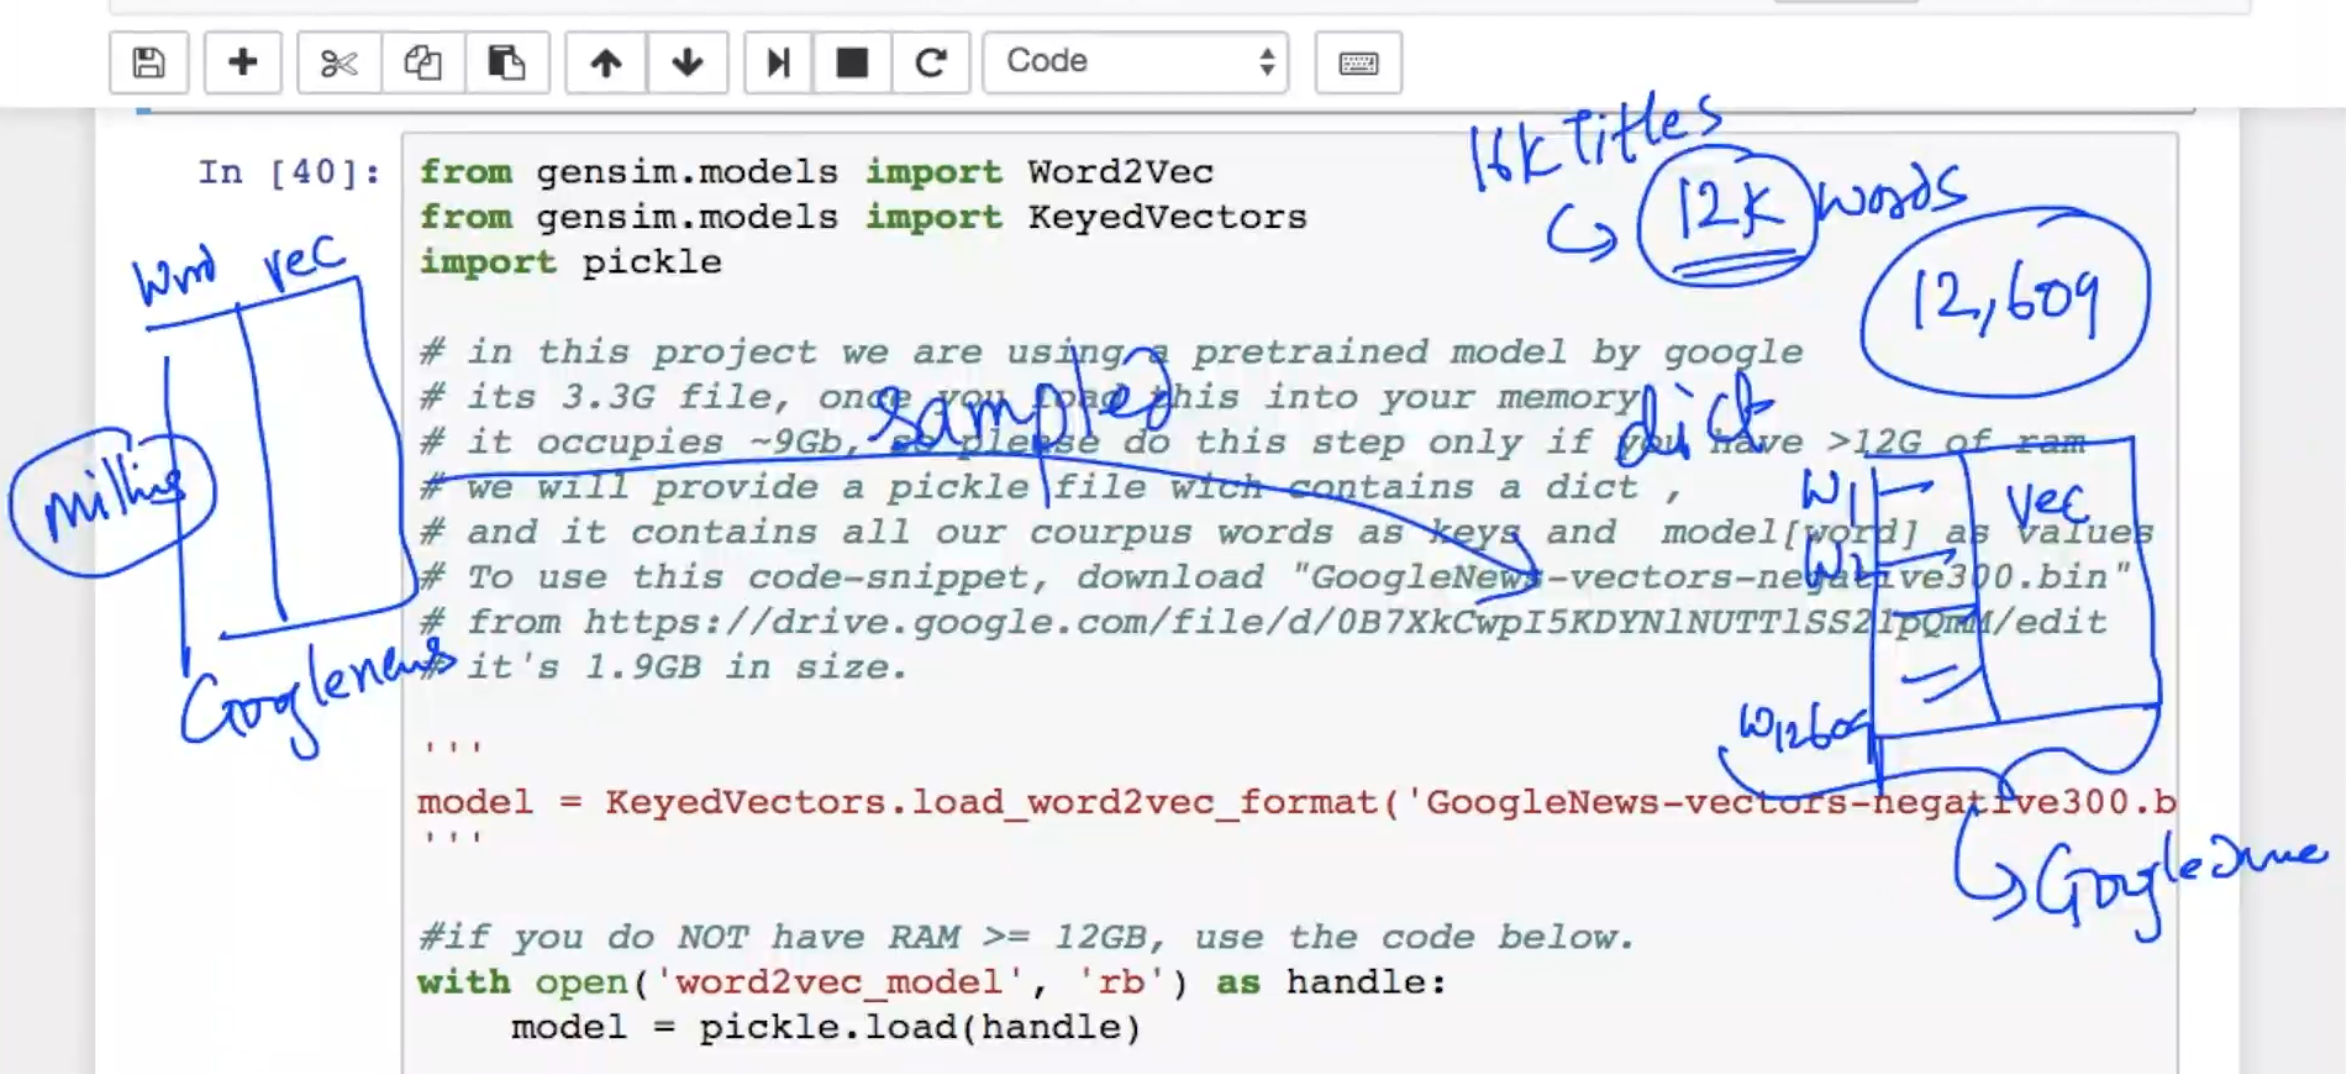 Code
16k Titles
12k words
12,609
In [40]:
from gensim.models import Word2Vec
from gensim.models import KeyedVectors
import pickle
word vec
# in this project we are using a pretrained model by google
# its 3.3G file, once you load this into your memory
sampled
dict
# it occupies ~9Gb, so please do this step only if you have >12G of ram
# we will provide a pickle file wich contains a dict ,
millins
w1
vec
# and it contains all our courpus words as keys and  model[word] as values
w2
# To use this code-snippet, download "GoogleNews-vectors-negative300.bin"
# from https://drive.google.com/file/d/0B7XkCwpI5KDYNlNUTTlSS21pQmM/edit
# it's 1.9GB in size.
Googlenews
w12609
'''
model = KeyedVectors.load_word2vec_format('GoogleNews-vectors-negative300.b
'''
#if you do NOT have RAM >= 12GB, use the code below.
with open('word2vec_model', 'rb') as handle:
    model = pickle.load(handle)